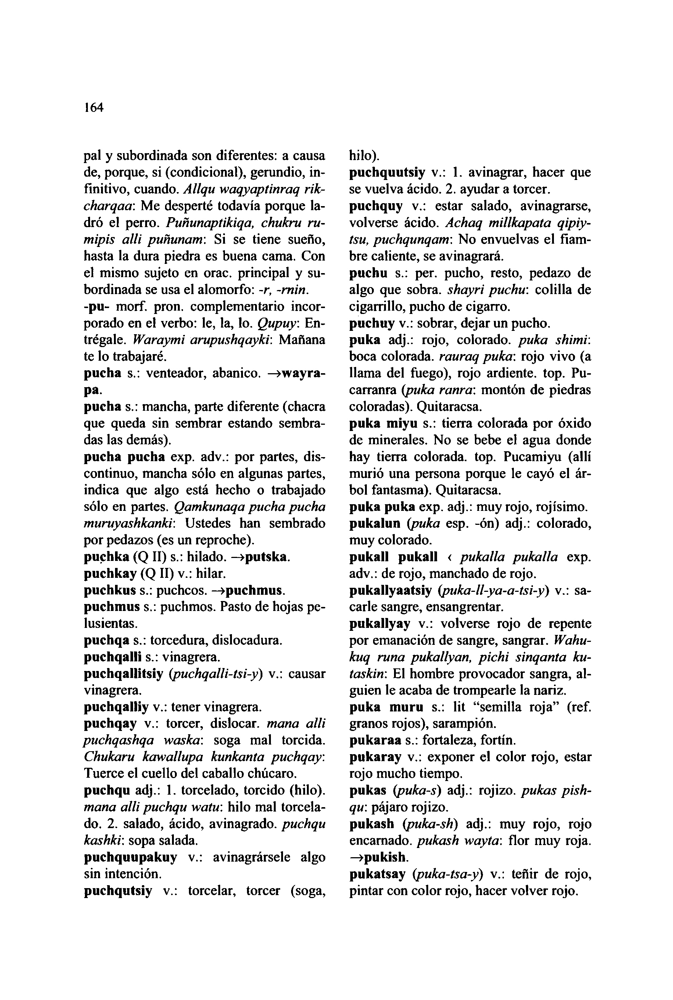 164
pal y subordinada son diferentes: a causa
de, porque, si (condicional), gerundio, in-
finitivo, cuando. Allqu waqyaptinraq rik-
charqaa: Me desperté todavía porque la-
dró el perro. Puñunaptikiqa, chukru ru-
mipis alli puñunam: Si se tiene sueño,
hasta la dura piedra es buena cama. Con
el mismo sujeto en orac. principal y su-
bordinada se usa el alomorfo: -r, -rnin.
-pu- morf. pron. complementario incor-
porado en el verbo: le, la, lo. Qupuy: En-
trégale. Waraymi arupushqayki: Mañana
te lo trabajaré.
pucha s.: venteador, abanico. →wayra-
pa.
pucha s.: mancha, parte diferente (chacra
que queda sin sembrar estando sembra-
das las demás).
pucha pucha exp. adv.: por partes, dis-
continuo, mancha sólo en algunas partes,
indica que algo está hecho o trabajado
sólo en partes. Qamkunaqa pucha pucha
muruyashkanki: Ustedes han sembrado
por pedazos (es un reproche).
puchka (Q II) s.: hilado. →putska.
puchkay (Q II) v.: hilar.
puchkus s.: puchcos. →puchmus.
puchmus s.: puchmos. Pasto de hojas pe-
lusientas.
puchqa s.: torcedura, dislocadura.
puchqalli s.: vinagrera.
puchqallitsiy (puchqalli-tsi-y) v.: causar
vinagrera.
puchqalliy v.: tener vinagrera.
puchqay v.: torcer, dislocar. mana alli
puchqashqa waska: soga mal torcida.
Chukaru kawallupa kunkanta puchqay:
Tuerce el cuello del caballo chúcaro.
puchqu adj.: 1. torcelado, torcido (hilo).
mana alli puchqu watu: hilo mal torcela-
do. 2. salado, ácido, avinagrado. puchqu
kashki: sopa salada.
puchquupakuy v.: avinagrársele algo
sin intención.
puchqutsiy v.: torcelar, torcer (soga,
hilo).
puchquutsiy v.: 1. avinagrar, hacer que
se vuelva ácido. 2. ayudar a torcer.
puchquy v.: estar salado, avinagrarse,
volverse ácido. Achaq millkapata qipiy-
tsu, puchqunqam: No envuelvas el fiam-
bre caliente, se avinagrará.
puchu s.: per. pucho, resto, pedazo de
algo que sobra. shayri puchu: colilla de
cigarrillo, pucho de cigarro.
puchuy v.: sobrar, dejar un pucho.
puka adj.: rojo, colorado. puka shimi:
boca colorada. rauraq puka: rojo vivo (a
llama del fuego), rojo ardiente. top. Pu-
carranra (puka ranra: montón de piedras
coloradas). Quitaracsa.
puka miyu s.: tierra colorada por óxido
de minerales. No se bebe el agua donde
hay tierra colorada. top. Pucamiyu (allí
murió una persona porque le cayó el ár-
bol fantasma). Quitaracsa.
puka puka exp. adj.: muy rojo, rojísimo.
pukalun (puka esp. -ón) adj.: colorado,
muy colorado.
pukall pukall ‹ pukalla pukalla exp.
adv.: de rojo, manchado de rojo.
pukallyaatsiy (puka-ll-ya-a-tsi-y) v.: sa-
carle sangre, ensangrentar.
pukallyay v.: volverse rojo de repente
por emanación de sangre, sangrar. Wahu-
kuq runa pukallyan, pichi sinqanta ku-
taskin: El hombre provocador sangra, al-
guien le acaba de trompearle la nariz.
puka muru s.: lit “semilla roja” (ref.
granos rojos), sarampión.
pukaraa s.: fortaleza, fortín.
pukaray v.: exponer el color rojo, estar
rojo mucho tiempo.
pukas (puka-s) adj.: rojizo. pukas pish-
qu: pájaro rojizo.
pukash (puka-sh) adj.: muy rojo, rojo
encarnado. pukash wayta: flor muy roja.
→pukish.
pukatsay (puka-tsa-y) v.: teñir de rojo,
pintar con color rojo, hacer volver rojo.